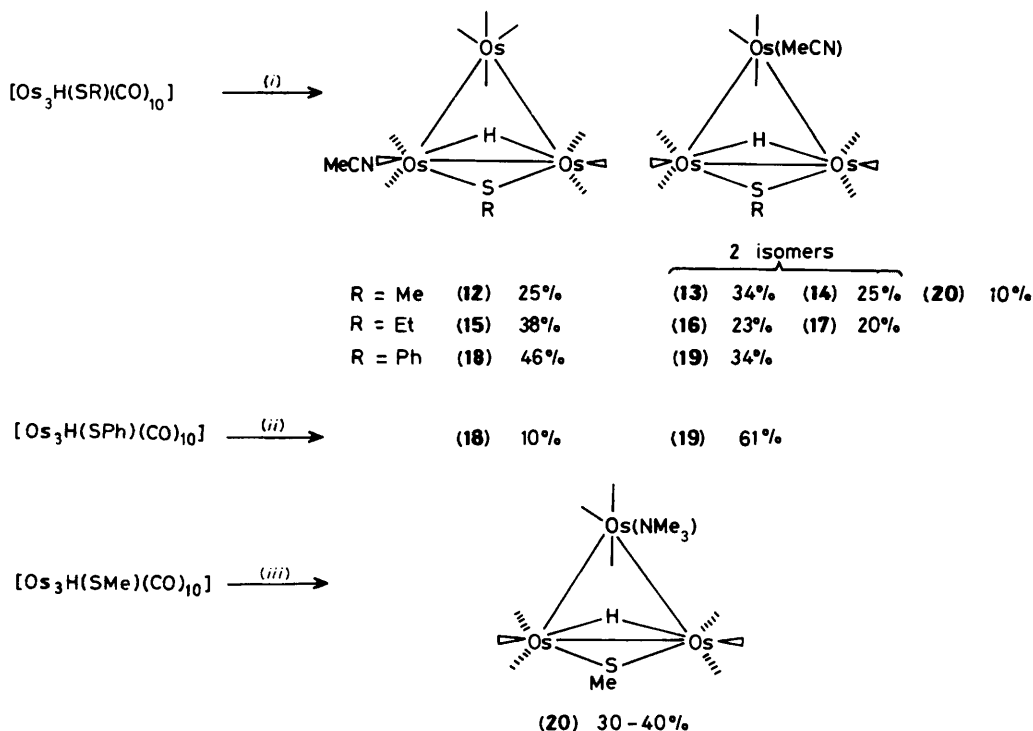 Os Os(MeCN)
[Os₃H(SR)(CO)₁₀] (i)
H H
MeCN Os Os Os Os
S S
R R
2 isomers
R = Me (12) 25% (13) 34% (14) 25% (20) 10%
R = Et (15) 38% (16) 23% (17) 20%
R = Ph (18) 46% (19) 34%
[Os₃H(SPh)(CO)₁₀] (ii) (18) 10% (19) 61%
Os(NMe₃)
[Os₃H(SMe)(CO)₁₀] (iii)
H
Os Os
S
Me
(20) 30-40%